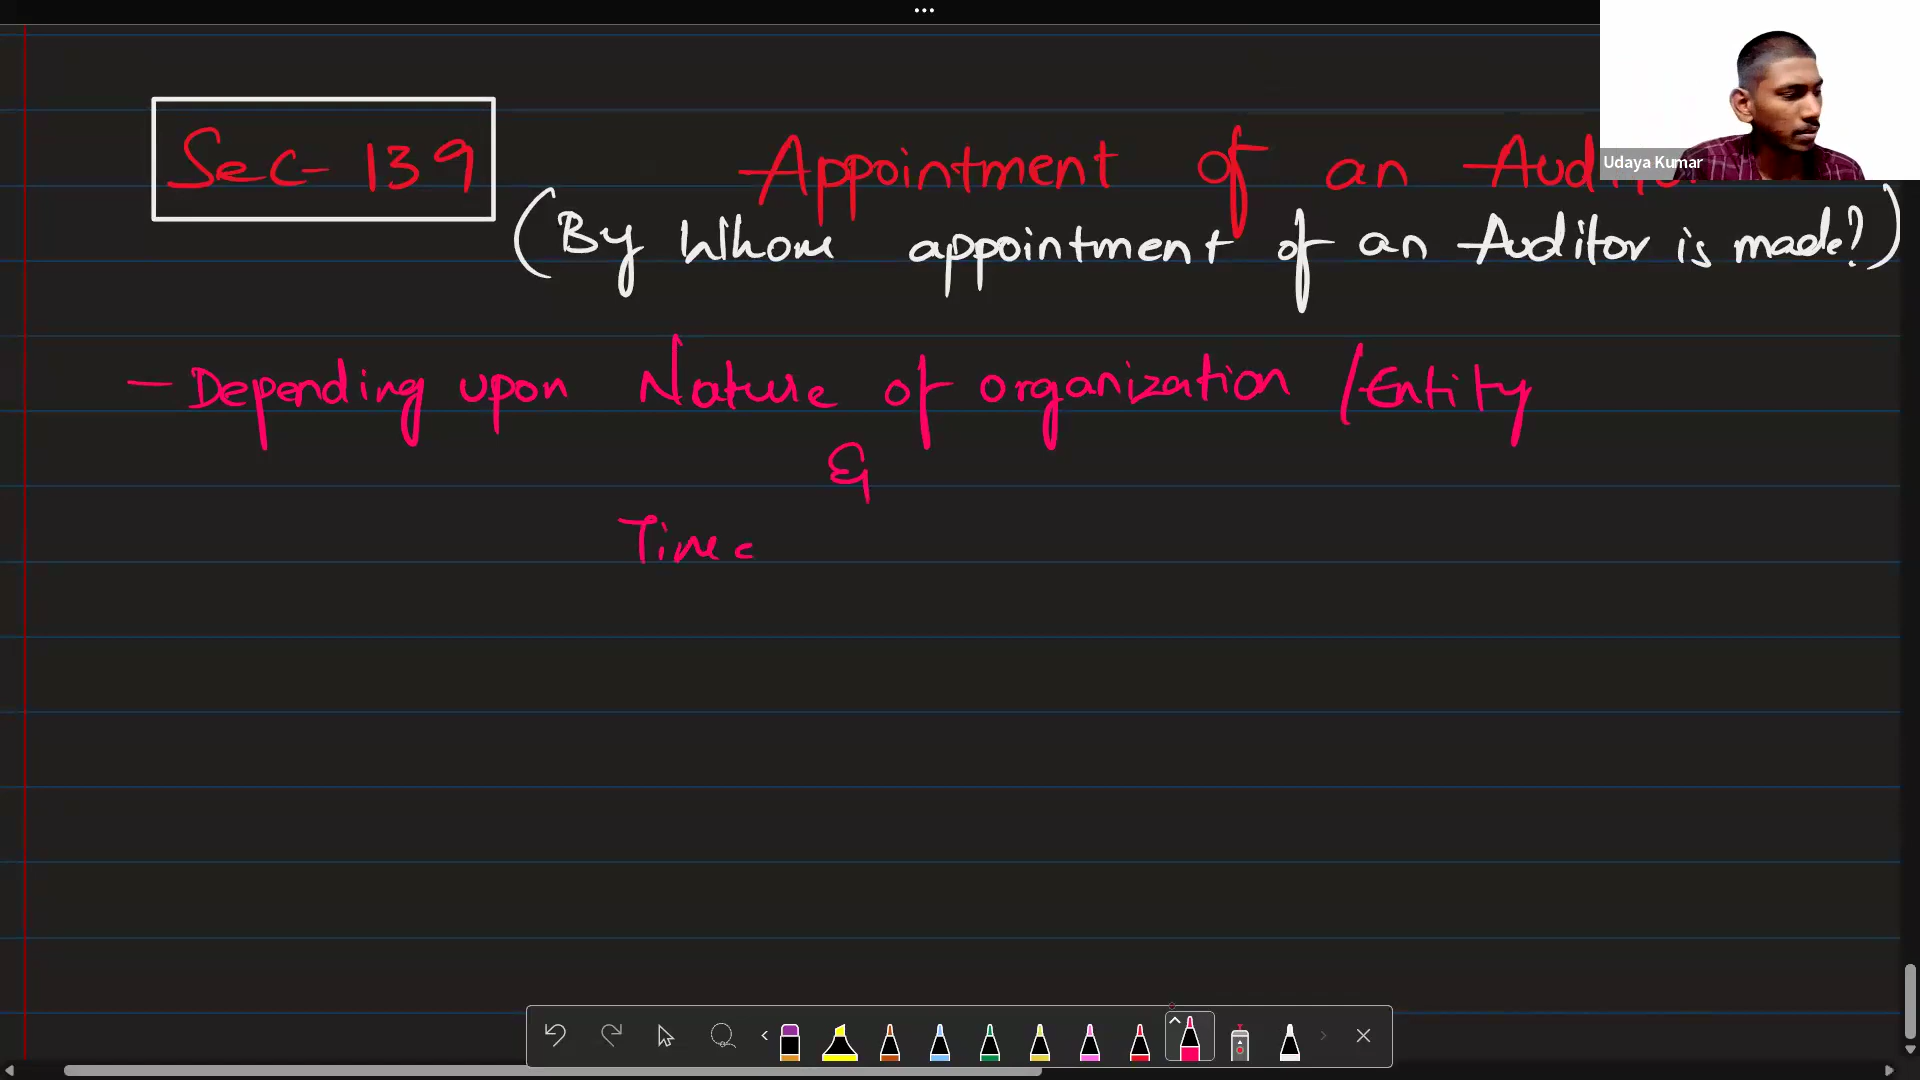 Sec-139
Appointment of an Auditor
Udaya Kumar
(By Whom appointment of an Auditor is made?)
- Depending upon Nature of organization / Entity
&
Time